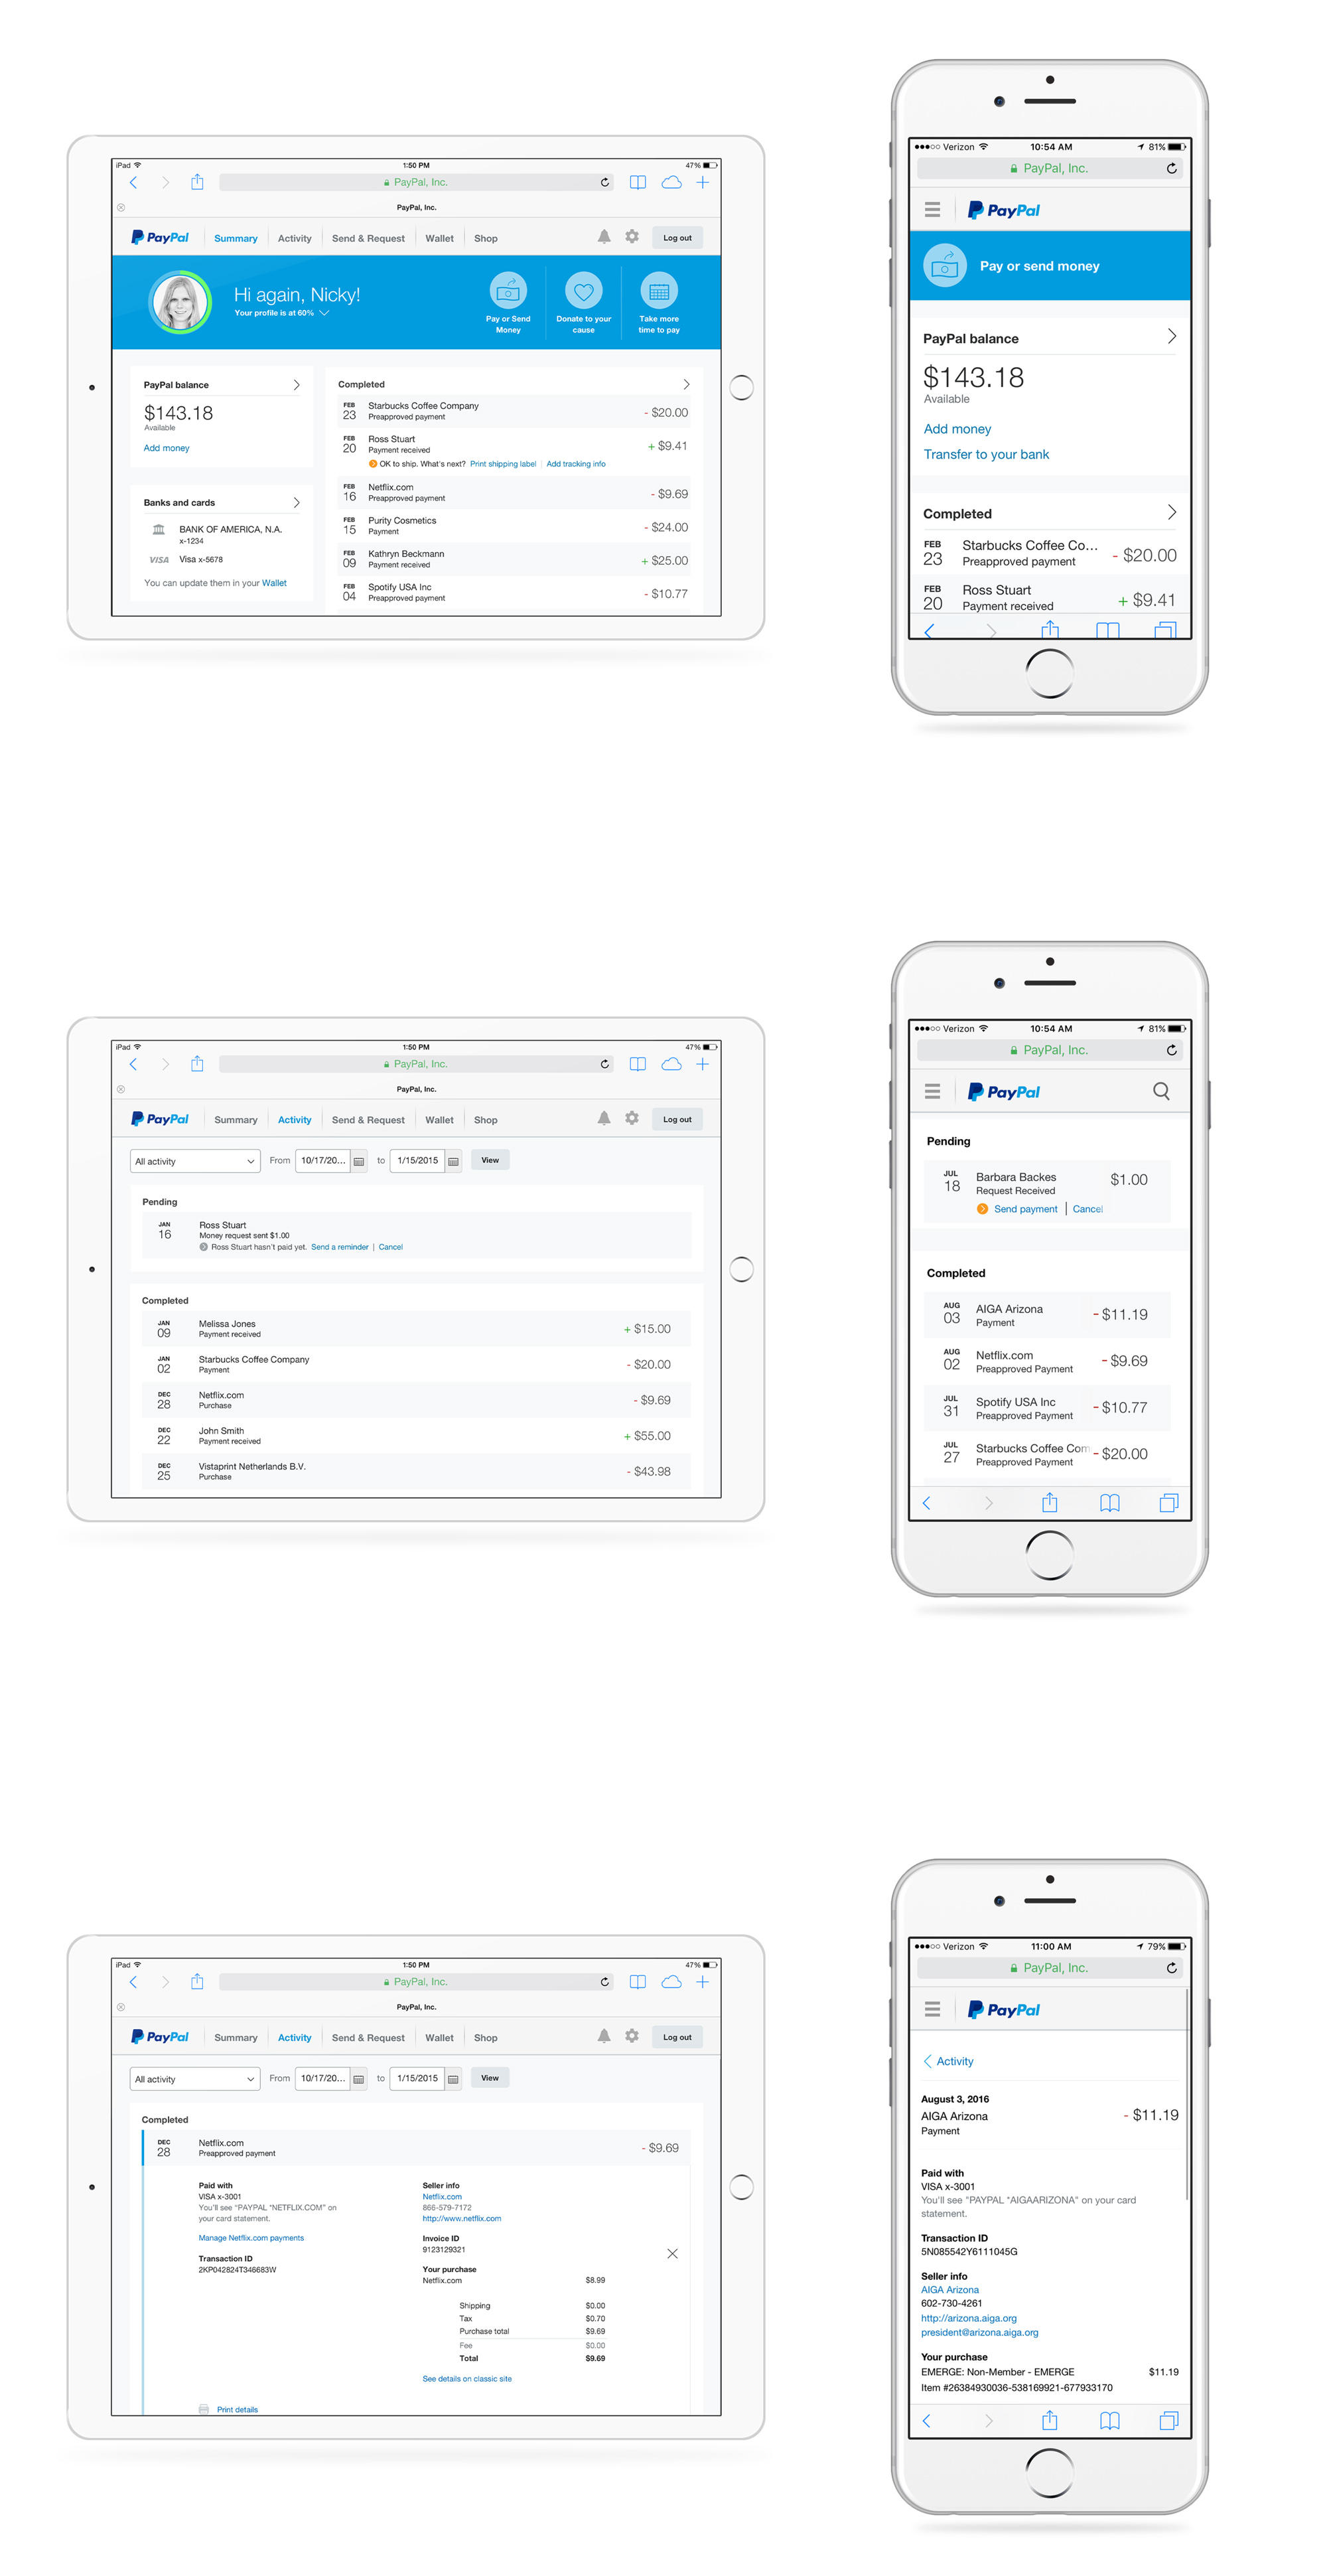 iPad
1:50 PM
47%
PayPal, Inc.
PayPal, Inc.
PayPal
Summary
Activity
Send & Request
Wallet
Shop
Log out
Hi again, Nicky!
Your profile is at 60%
Pay or Send
Money
Donate to your
cause
Take more
time to pay
PayPal balance
$143.18
Available
Add money
Banks and cards
BANK OF AMERICA, N.A.
x-1234
VISA Visa x-5678
You can update them in your Wallet
Completed
FEB 23 Starbucks Coffee Company - $20.00
Preapproved payment
FEB 20 Ross Stuart + $9.41
Payment received
OK to ship. What's next? Print shipping label | Add tracking info
FEB 16 Netflix.com - $9.69
Preapproved payment
FEB 15 Purity Cosmetics - $24.00
Payment
FEB 09 Kathryn Beckmann + $25.00
Payment received
FEB 04 Spotify USA Inc - $10.77
Preapproved payment
Verizon
10:54 AM
81%
PayPal, Inc.
PayPal
Pay or send money
PayPal balance
$143.18
Available
Add money
Transfer to your bank
Completed
FEB 23 Starbucks Coffee Co... - $20.00
Preapproved payment
FEB 20 Ross Stuart + $9.41
Payment received
iPad
1:50 PM
47%
PayPal, Inc.
PayPal, Inc.
PayPal
Summary
Activity
Send & Request
Wallet
Shop
Log out
All activity
From 10/17/20... to 1/15/2015 View
Pending
JAN 16 Ross Stuart
Money request sent $1.00
Ross Stuart hasn't paid yet. Send a reminder | Cancel
Completed
JAN 09 Melissa Jones + $15.00
Payment received
JAN 02 Starbucks Coffee Company - $20.00
Payment
DEC 28 Netflix.com - $9.69
Purchase
DEC 22 John Smith + $55.00
Payment received
DEC 25 Vistaprint Netherlands B.V. - $43.98
Purchase
Verizon
10:54 AM
81%
PayPal, Inc.
PayPal
Pending
JUL 18 Barbara Backes $1.00
Request Received
Send payment | Cancel
Completed
AUG 03 AIGA Arizona - $11.19
Payment
AUG 02 Netflix.com - $9.69
Preapproved Payment
JUL 31 Spotify USA Inc - $10.77
Preapproved Payment
JUL 27 Starbucks Coffee Com - $20.00
Preapproved Payment
iPad
1:50 PM
47%
PayPal, Inc.
PayPal, Inc.
PayPal
Summary
Activity
Send & Request
Wallet
Shop
Log out
All activity
From 10/17/20... to 1/15/2015 View
Completed
DEC 28 Netflix.com - $9.69
Preapproved payment
Paid with
VISA x-3001
You'll see "PAYPAL *NETFLIX.COM" on
your card statement.
Manage Netflix.com payments
Transaction ID
2KP042824T346683W
Seller info
Netflix.com
866-579-7172
http://www.netflix.com
Invoice ID
9123129321
Your purchase
Netflix.com $8.99
Shipping $0.00
Tax $0.70
Purchase total $9.69
Fee $0.00
Total $9.69
See details on classic site
Print details
Verizon
11:00 AM
79%
PayPal, Inc.
PayPal
Activity
August 3, 2016
AIGA Arizona - $11.19
Payment
Paid with
VISA x-3001
You'll see "PAYPAL *AIGAARIZONA" on your card
statement.
Transaction ID
5N085542Y6111045G
Seller info
AIGA Arizona
602-730-4261
http://arizona.aiga.org
president@arizona.aiga.org
Your purchase
EMERGE: Non-Member - EMERGE $11.19
Item #26384930036-538169921-677933170